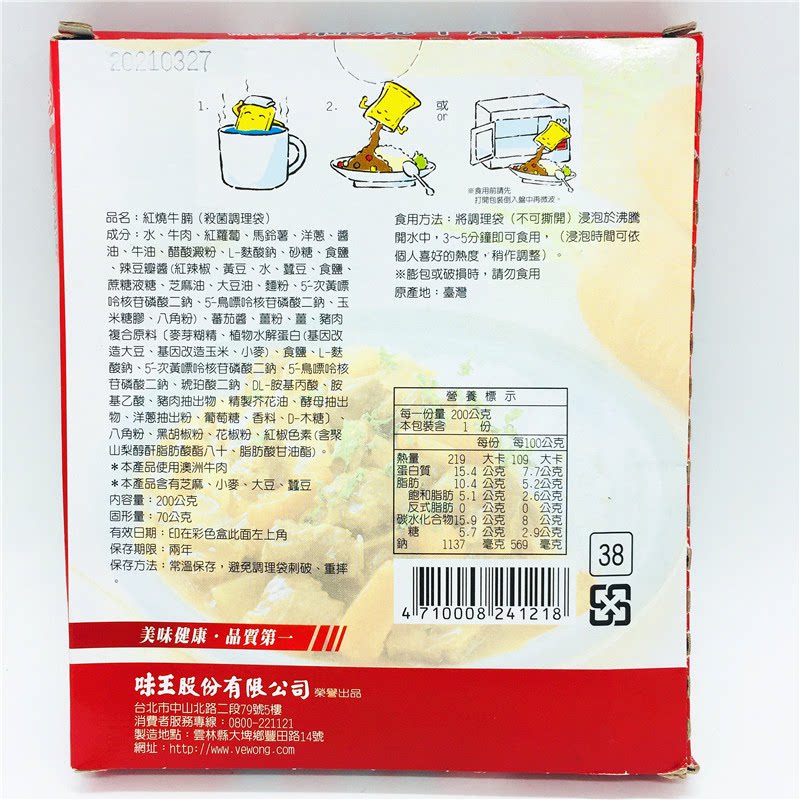 20210327
1.
2.
或
or
※食用前請先
打開包裝倒入盤中再微波。
品名：紅燒牛腩（殺菌調理袋）
成分：水、牛肉、紅蘿蔔、馬鈴薯、洋蔥、醬
油、牛油、醋酸澱粉、L-麩酸鈉、砂糖、食鹽
、辣豆瓣醬(紅辣椒、黃豆、水、蠶豆、食鹽、
蔗糖液糖、芝麻油、大豆油、麵粉、5'-次黃嘌
呤核苷磷酸二鈉、5'-鳥嘌呤核苷磷酸二鈉、玉
米糖膠、八角粉)、蕃茄醬、薑粉、薑、豬肉
複合原料〔麥芽糊精、植物水解蛋白(基因改
造大豆、基因改造玉米、小麥)、食鹽、L-麩
酸鈉、5'-次黃嘌呤核苷磷酸二鈉、5'-鳥嘌呤核
苷磷酸二鈉、琥珀酸二鈉、DL-胺基丙酸、胺
基乙酸、豬肉抽出物、精製芥花油、酵母抽出
物、洋蔥抽出粉、葡萄糖、香料、D-木糖〕、
八角粉、黑胡椒粉、花椒粉、紅椒色素(含聚
山梨醇酐脂肪酸酯八十、脂肪酸甘油酯)。
＊本產品使用澳洲牛肉
＊本產品含有芝麻、小麥、大豆、蠶豆
內容量：200公克
固形量：70公克
有效日期：印在彩色盒此面左上角
保存期限：兩年
保存方法：常溫保存，避免調理袋刺破、重摔
。
食用方法：將調理袋（不可撕開）浸泡於沸騰
開水中，3～5分鐘即可食用，（浸泡時間可依
個人喜好的熱度，稍作調整）。
※膨包或破損時，請勿食用
原產地：臺灣
營養標示
每一份量 200公克
本包裝含 1 份
每份 每100公克
熱量 219 大卡 109 大卡
蛋白質 15.4 公克 7.7公克
脂肪 10.4 公克 5.2公克
飽和脂肪 5.1 公克 2.6公克
反式脂肪 0 公克 0 公克
碳水化合物15.9 公克 8 公克
糖 5.7 公克 2.9公克
鈉 1137 毫克 569 毫克
38
4 710008 241218
美味健康・品質第一
味王股份有限公司 榮譽出品
台北市中山北路二段79號5樓
消費者服務專線：0800-221121
製造地點：雲林縣大埤鄉豐田路14號
網址：http://www.vewong.com